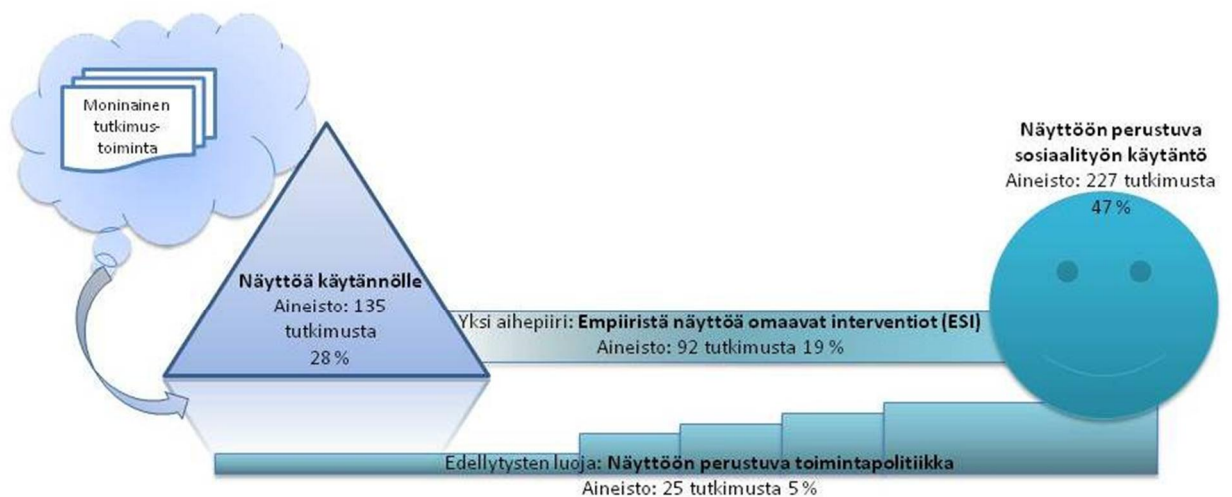 Moninainen
tutkimus-
toiminta
Näyttöä käytännölle
Aineisto: 135
tutkimusta
28 %
Yksi aihepiiri: Empiiristä näyttöä omaavat interventiot (ESI)
Aineisto: 92 tutkimusta 19 %
Näyttöön perustuva
sosiaalityön käytäntö
Aineisto: 227 tutkimusta
47 %
Edellytysten luoja: Näyttöön perustuva toimintapolitiikka
Aineisto: 25 tutkimusta 5 %